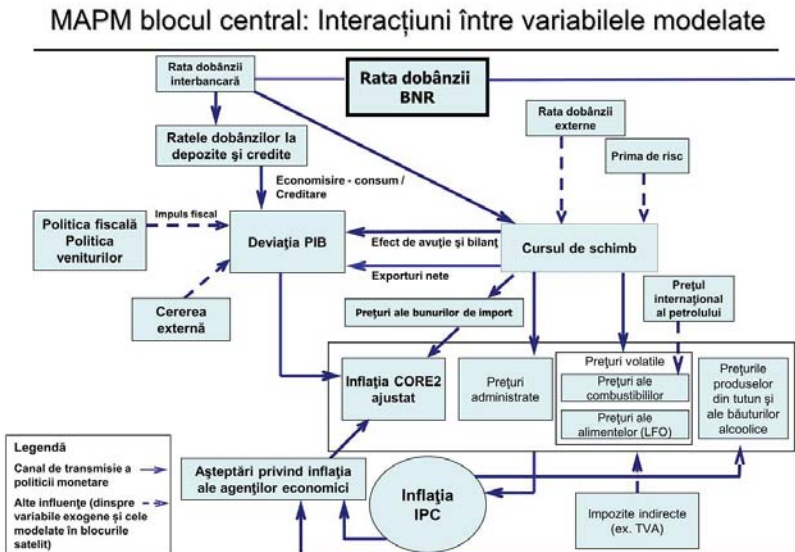 MAPM blocul central: Interacțiuni între variabilele modelate
Rata dobânzii
interbancară
Rata dobânzii
BNR
Rata dobânzii
externe
Prima de risc
Ratele dobânzilor la
depozite şi credite
Economisire - consum /
Creditare
Politica fiscală
Politica
veniturilor
Impuls fiscal
Deviaţia PIB
Efect de avuţie şi bilanţ
Cursul de schimb
Exporturi nete
Cererea
externă
Preţuri ale bunurilor de import
Preţul
internaţional
al petrolului
Inflaţia CORE2
ajustat
Preţuri
administrate
Preţuri volatile
Preţuri ale
combustibililor
Preţuri ale
alimentelor (LFO)
Preţurile
produselor
din tutun şi
ale băuturilor
alcoolice
Legendă
Canal de transmisie a
politicii monetare
Alte influenţe (dinspre
variabile exogene şi cele
modelate în blocurile
satelit)
Aşteptări privind inflaţia
ale agenţilor economici
Inflaţia
IPC
Impozite indirecte
(ex. TVA)